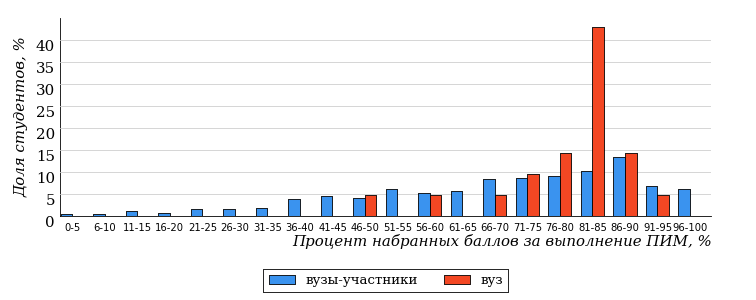 Доля студентов, %
40
35
30
25
20
15
10
5
0
0-5 6-10 11-15 16-20 21-25 26-30 31-35 36-40 41-45 46-50 51-55 56-60 61-65 66-70 71-75 76-80 81-85 86-90 91-95 96-100
Процент набранных баллов за выполнение ПИМ, %
вузы-участники вуз